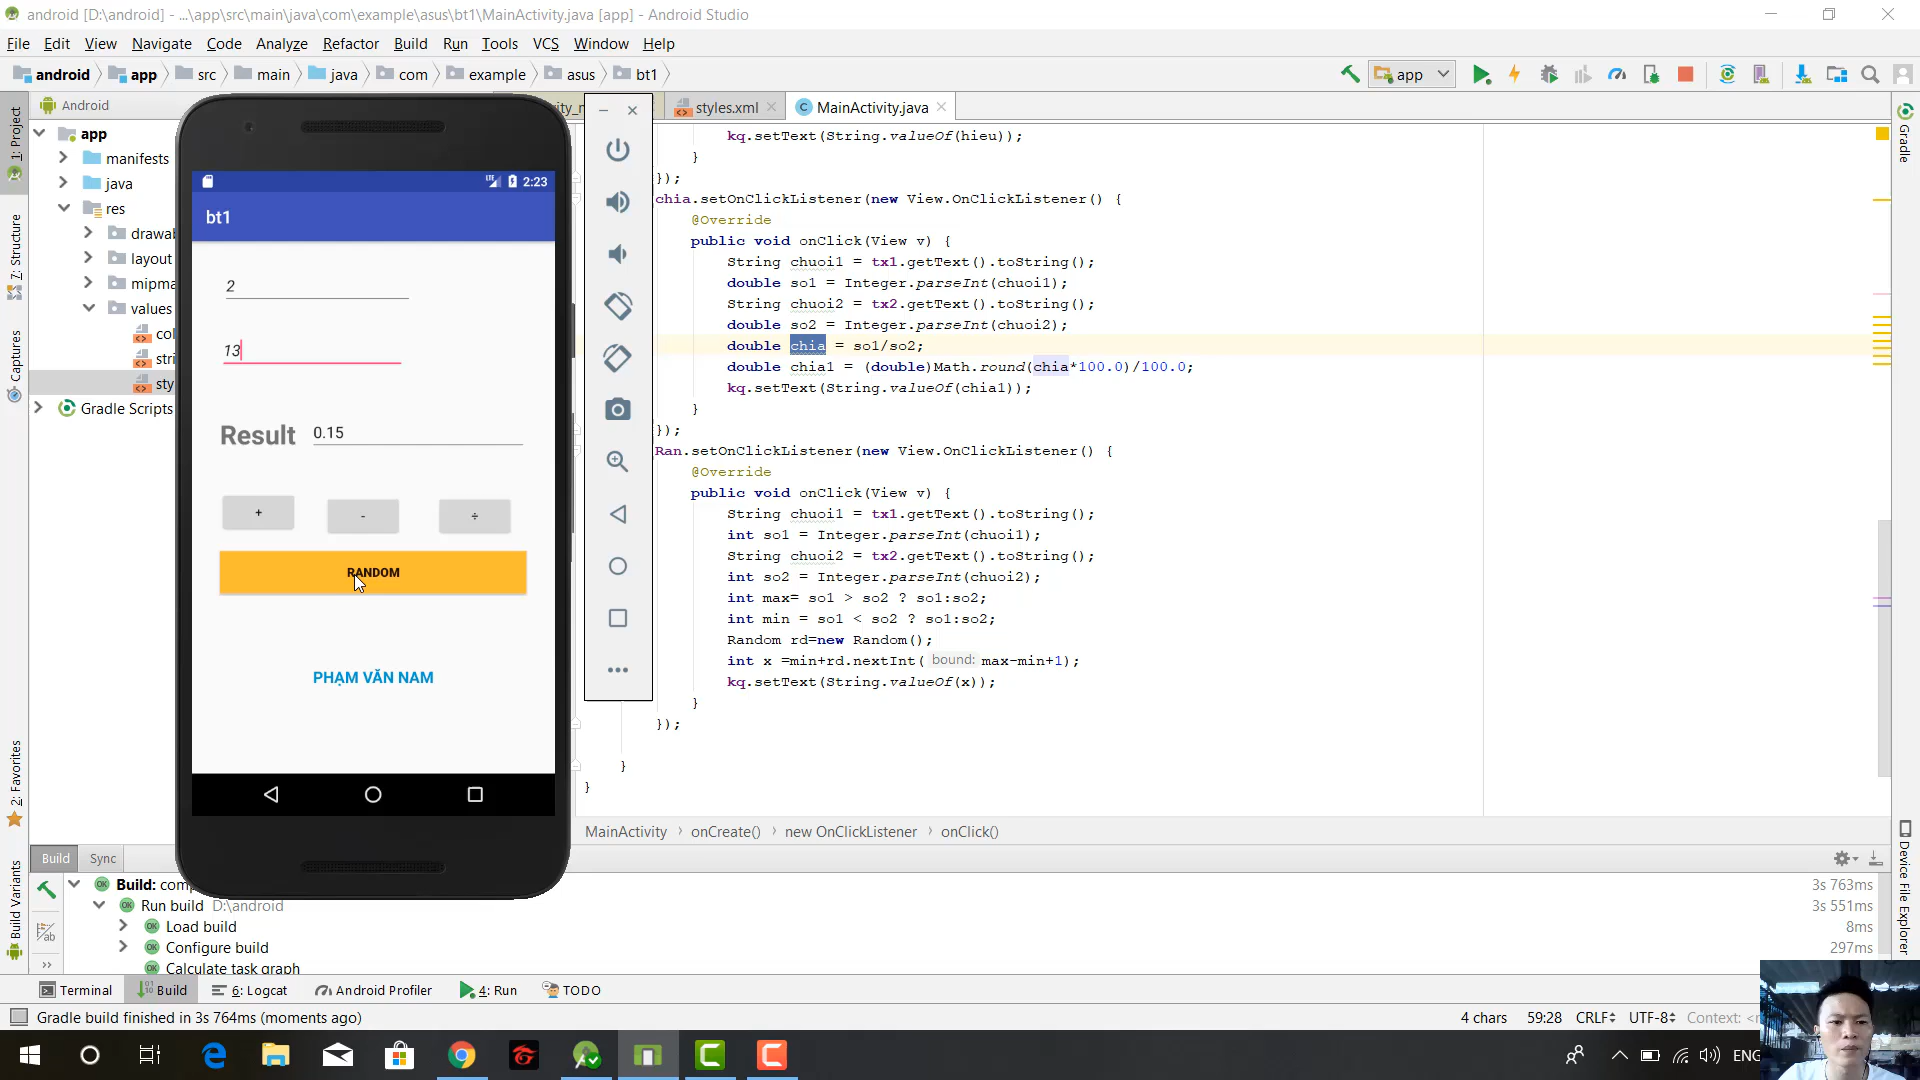 android [D:\android] - ...\app\src\main\java\com\example\asus\bt1\MainActivity.java [app] - Android Studio
File Edit View Navigate Code Analyze Refactor Build Run Tools VCS Window Help
android app src main java com example asus bt1
app
Android
styles.xml
MainActivity.java
1: Project
7: Structure
Captures
2: Favorites
Build Variants
Gradle
Device File Explorer
app
manifests
java
res
drawab
layout
mipma
values
col
stri
sty
Gradle Scripts
LTE 2:23
bt1
2
13
Result 0.15
+ - ÷
RANDOM
PHẠM VĂN NAM
kq.setText(String.valueOf(hieu));
}
});
chia.setOnClickListener(new View.OnClickListener() {
@Override
public void onClick(View v) {
String chuoi1 = tx1.getText().toString();
double so1 = Integer.parseInt(chuoi1);
String chuoi2 = tx2.getText().toString();
double so2 = Integer.parseInt(chuoi2);
double chia = so1/so2;
double chia1 = (double)Math.round(chia*100.0)/100.0;
kq.setText(String.valueOf(chia1));
}
});
Ran.setOnClickListener(new View.OnClickListener() {
@Override
public void onClick(View v) {
String chuoi1 = tx1.getText().toString();
int so1 = Integer.parseInt(chuoi1);
String chuoi2 = tx2.getText().toString();
int so2 = Integer.parseInt(chuoi2);
int max= so1 > so2 ? so1:so2;
int min = so1 < so2 ? so1:so2;
Random rd=new Random();
int x =min+rd.nextInt( bound: max-min+1);
kq.setText(String.valueOf(x));
}
});
}
}
MainActivity › onCreate() › new OnClickListener › onClick()
Build Sync
Build: comp 3s 763ms
Run build D:\android 3s 551ms
Load build 8ms
Configure build 297ms
Calculate task graph
Terminal Build 6: Logcat Android Profiler 4: Run TODO
Gradle build finished in 3s 764ms (moments ago)
4 chars 59:28 CRLF UTF-8 Context: <n
ENG